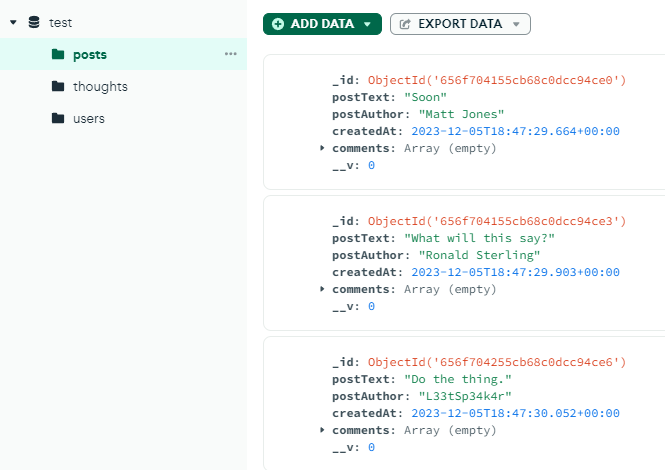 test
posts
thoughts
users
ADD DATA
EXPORT DATA
_id: ObjectId('656f704155cb68c0dcc94ce0')
postText: "Soon"
postAuthor: "Matt Jones"
createdAt: 2023-12-05T18:47:29.664+00:00
comments: Array (empty)
__v: 0
_id: ObjectId('656f704155cb68c0dcc94ce3')
postText: "What will this say?"
postAuthor: "Ronald Sterling"
createdAt: 2023-12-05T18:47:29.903+00:00
comments: Array (empty)
__v: 0
_id: ObjectId('656f704255cb68c0dcc94ce6')
postText: "Do the thing."
postAuthor: "L33tSp34k4r"
createdAt: 2023-12-05T18:47:30.052+00:00
comments: Array (empty)
__v: 0